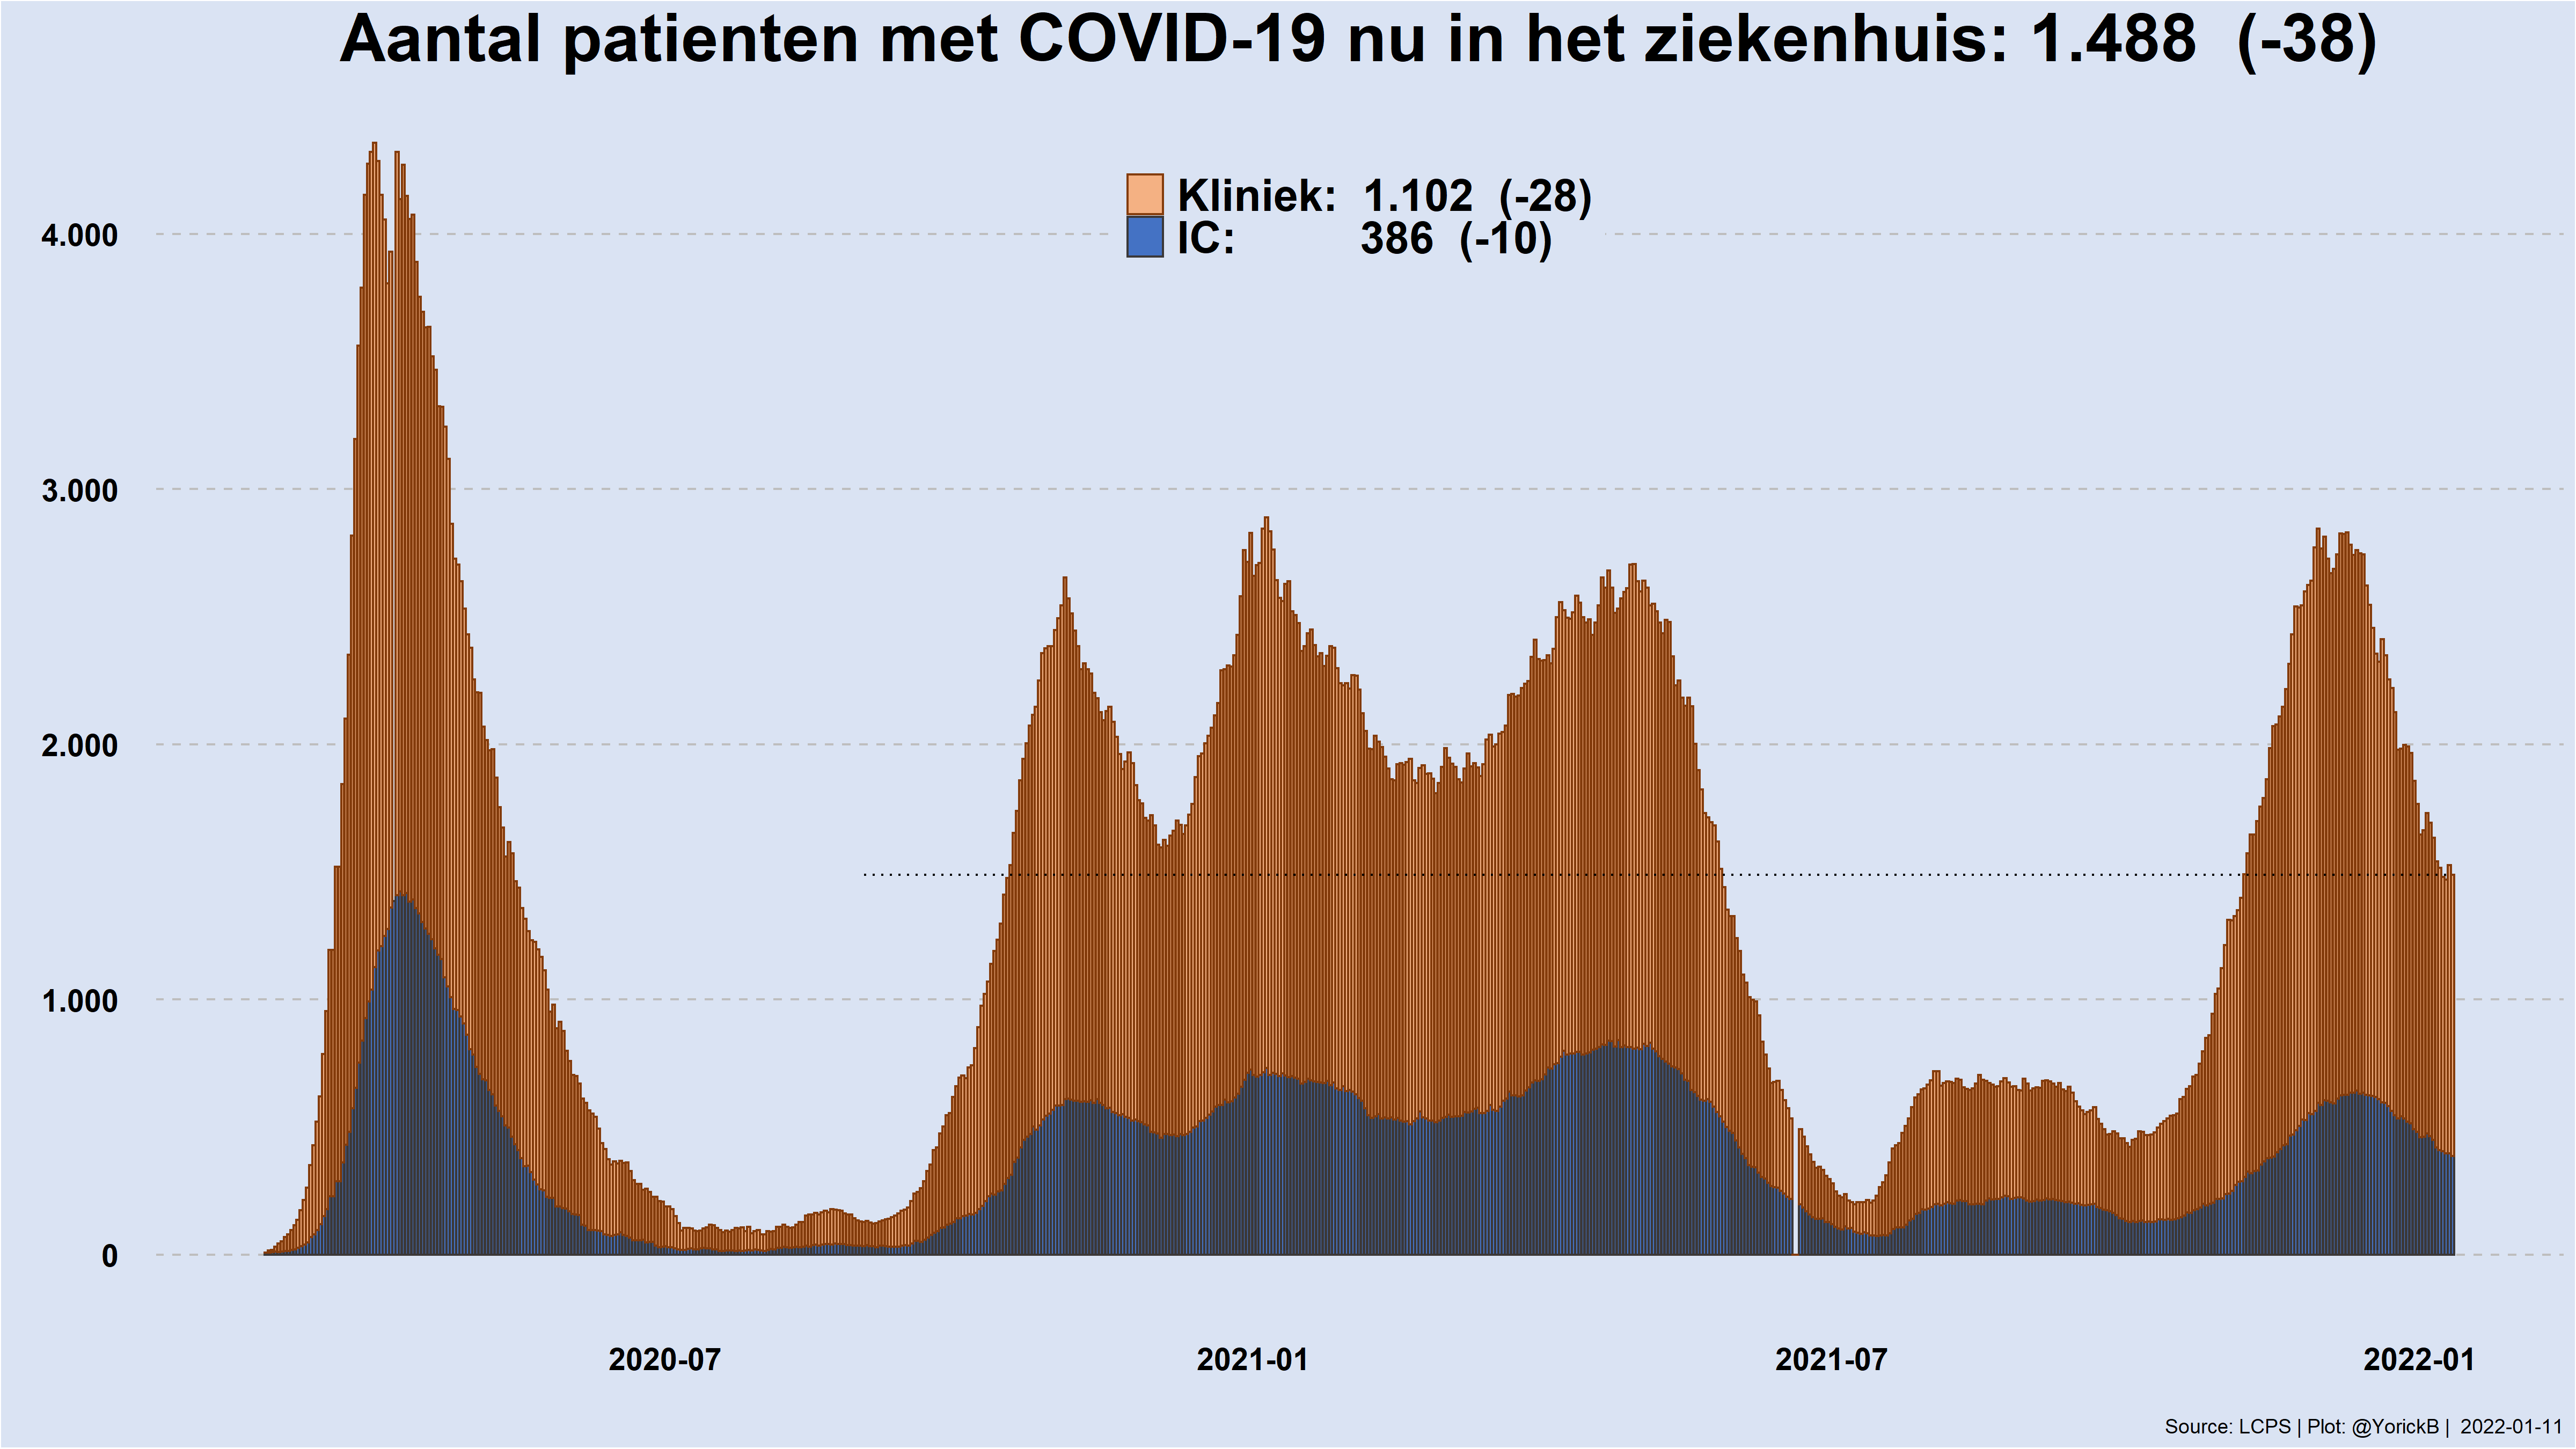 Aantal patienten met COVID-19 nu in het ziekenhuis: 1.488 (-38)
Kliniek: 1.102 (-28)
IC: 386 (-10)
4.000
3.000
2.000
1.000
0
2020-07
2021-01
2021-07
2022-01
Source: LCPS | Plot: @YorickB | 2022-01-11